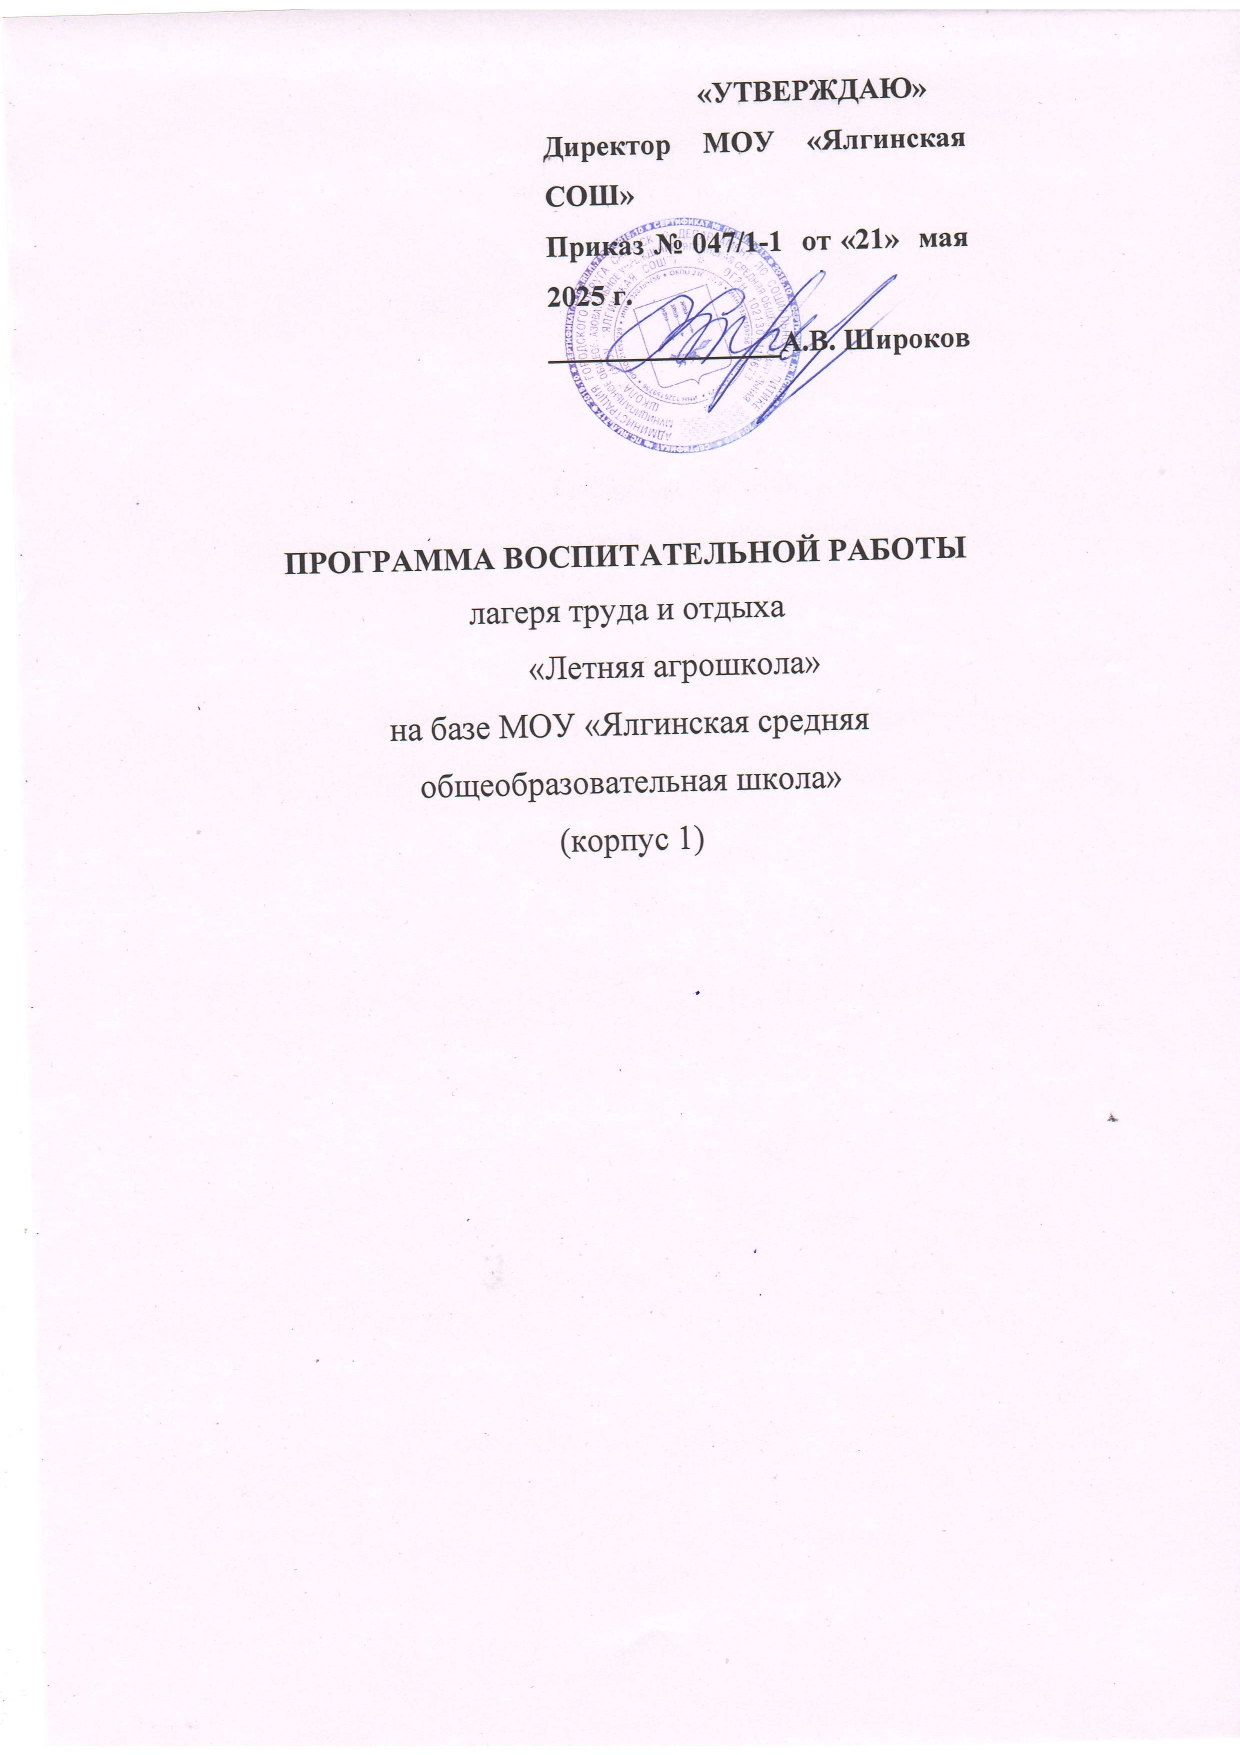 «УТВЕРЖДАЮ»
Директор МОУ «Ялгинская
СОШ»
Приказ № 047/1-1 от «21» мая
2025 г.
А.В. Широков
ПРОГРАММА ВОСПИТАТЕЛЬНОЙ РАБОТЫ
лагеря труда и отдыха
«Летняя агрошкола»
на базе МОУ «Ялгинская средняя
общеобразовательная школа»
(корпус 1)